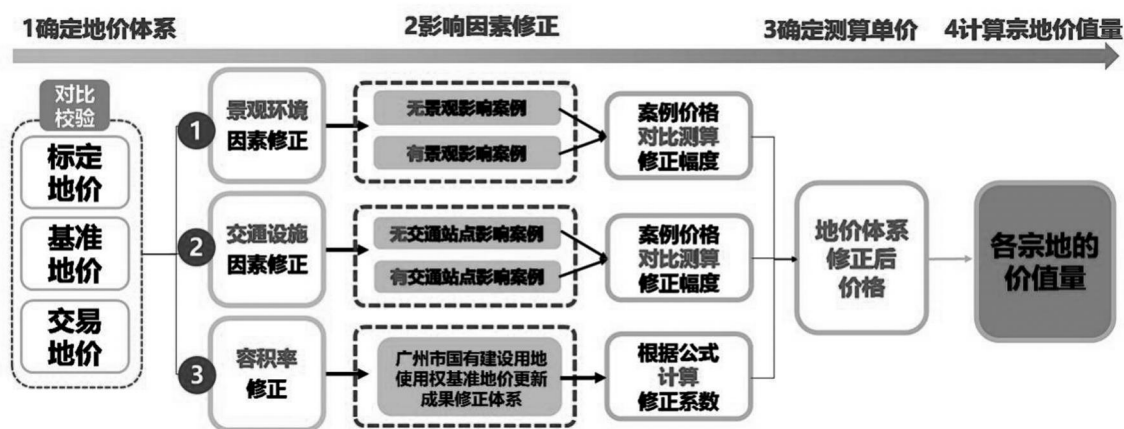 1确定地价体系
2影响因素修正
3确定测算单价
4计算宗地价值量
对比
校验
标定
地价
基准
地价
交易
地价
1
景观环境
因素修正
无景观影响案例
有景观影响案例
案例价格
对比测算
修正幅度
2
交通设施
因素修正
无交通站点影响案例
有交通站点影响案例
案例价格
对比测算
修正幅度
3
容积率
修正
广州市国有建设用地
使用权基准地价更新
成果修正体系
根据公式
计算
修正系数
地价体系
修正后
价格
各宗地的
价值量